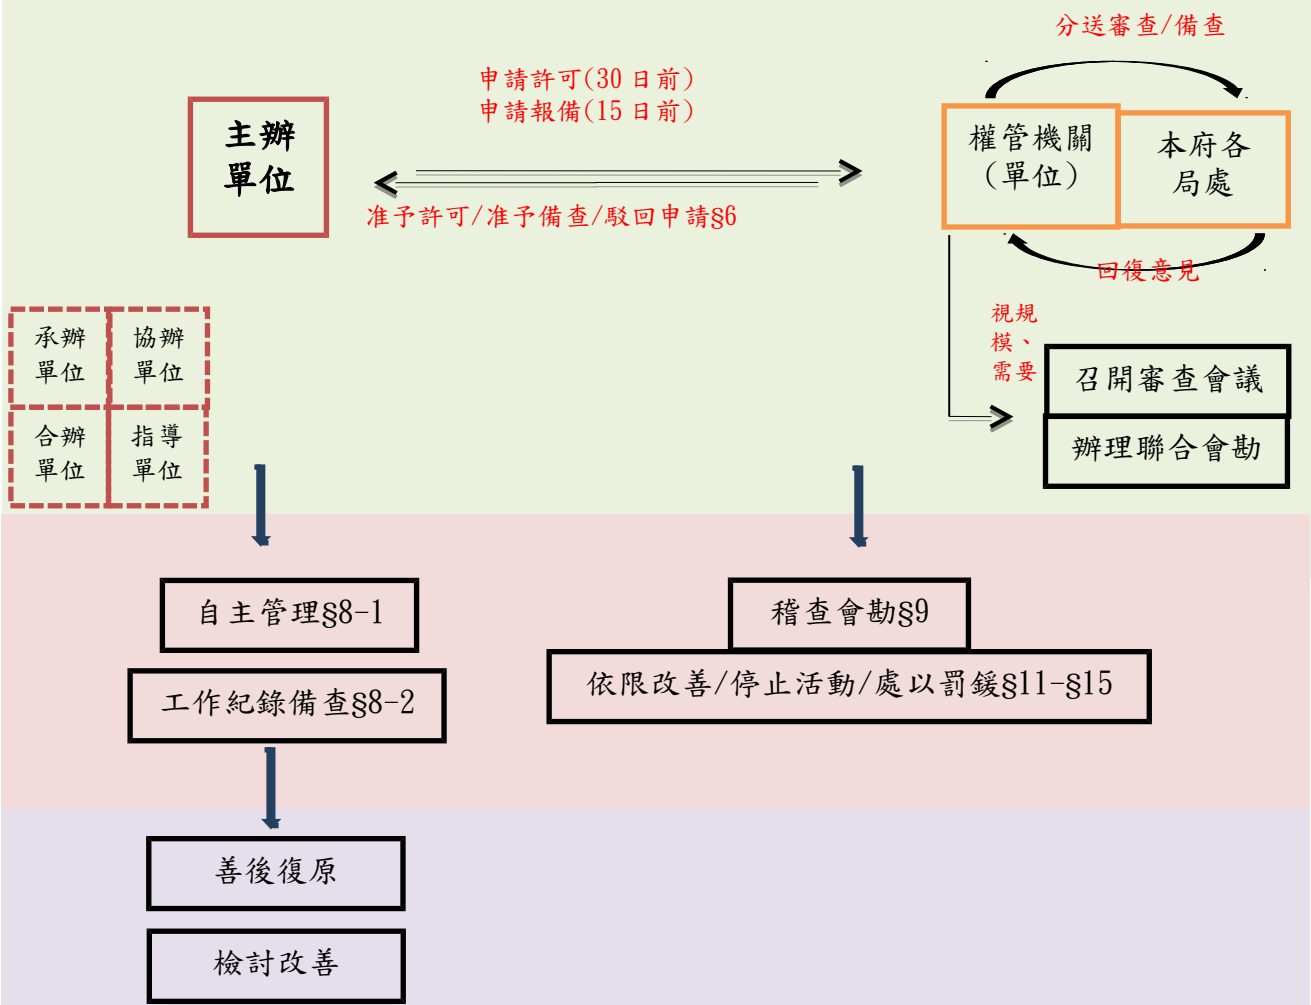 分送審查/備查
申請許可(30日前)
申請報備(15日前)
主辦
單位
權管機關
(單位)
本府各
局處
准予許可/准予備查/駁回申請§6
回復意見
視規
模、
需要
承辦
單位
協辦
單位
合辦
單位
指導
單位
召開審查會議
辦理聯合會勘
自主管理§8-1
稽查會勘§9
工作紀錄備查§8-2
依限改善/停止活動/處以罰鍰§11-§15
善後復原
檢討改善